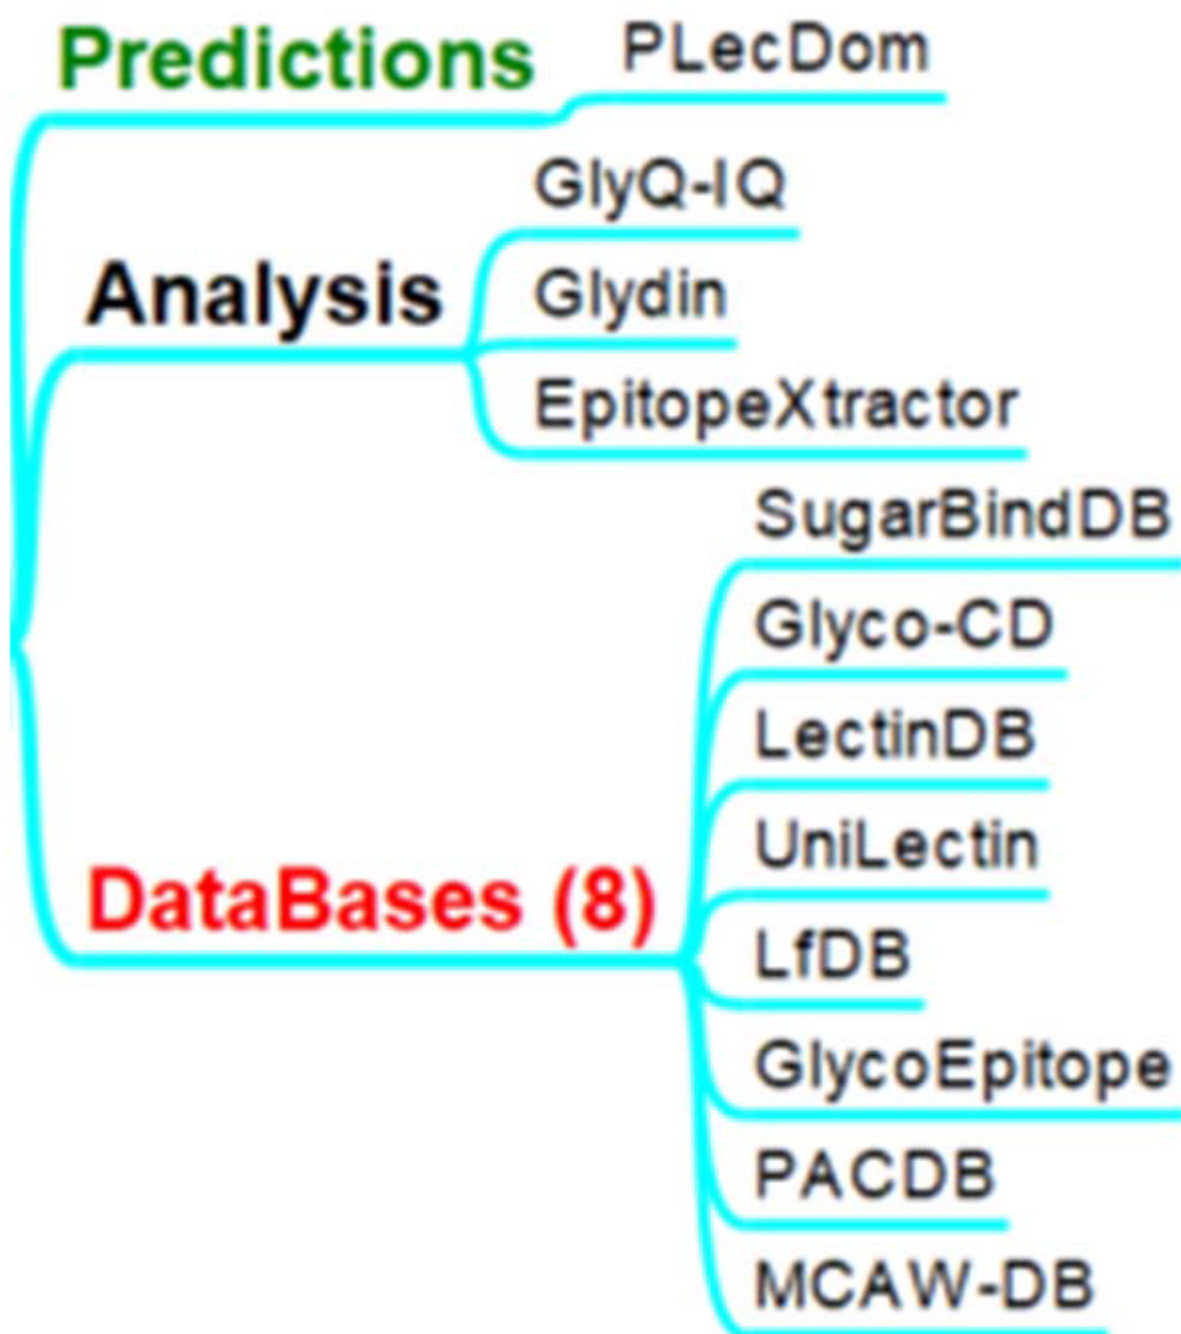 Predictions
PLecDom
Analysis
GlyQ-IQ
Glydin
EpitopeXtractor
DataBases (8)
SugarBindDB
Glyco-CD
LectinDB
UniLectin
LfDB
GlycoEpitope
PACDB
MCAW-DB